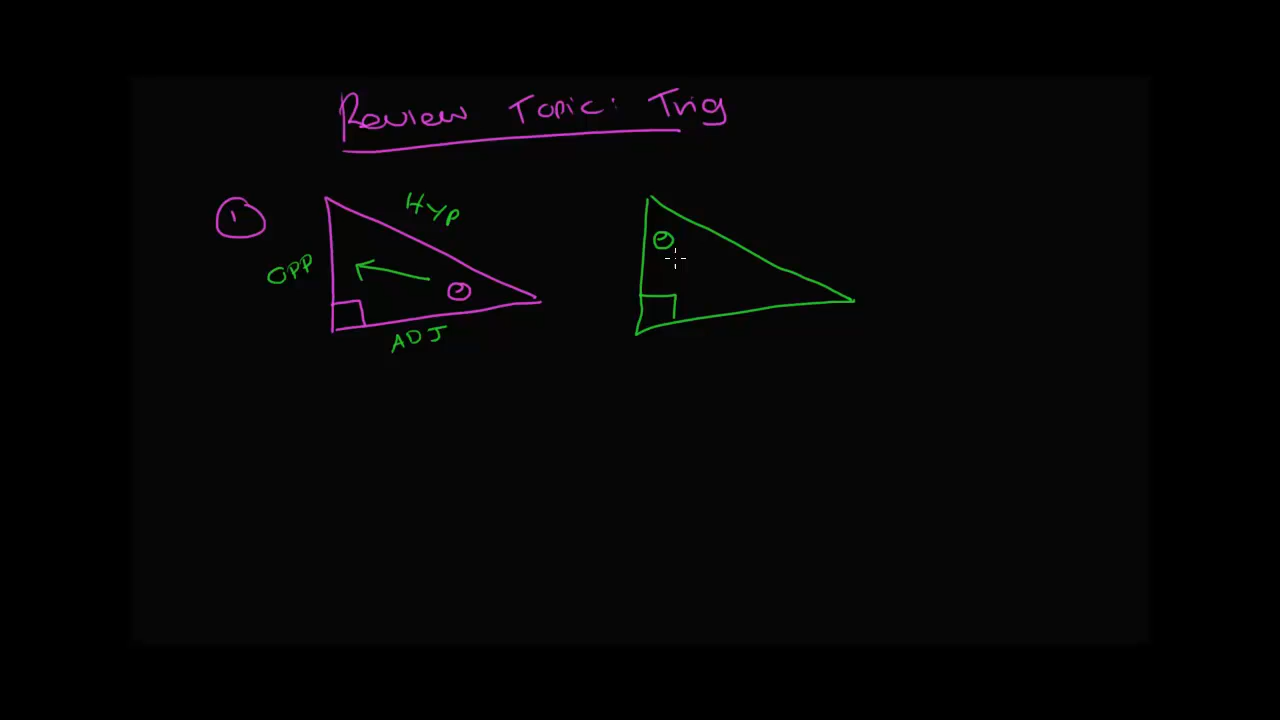 Review Topic: Trig
1
HYP
OPP
θ
ADJ
θ